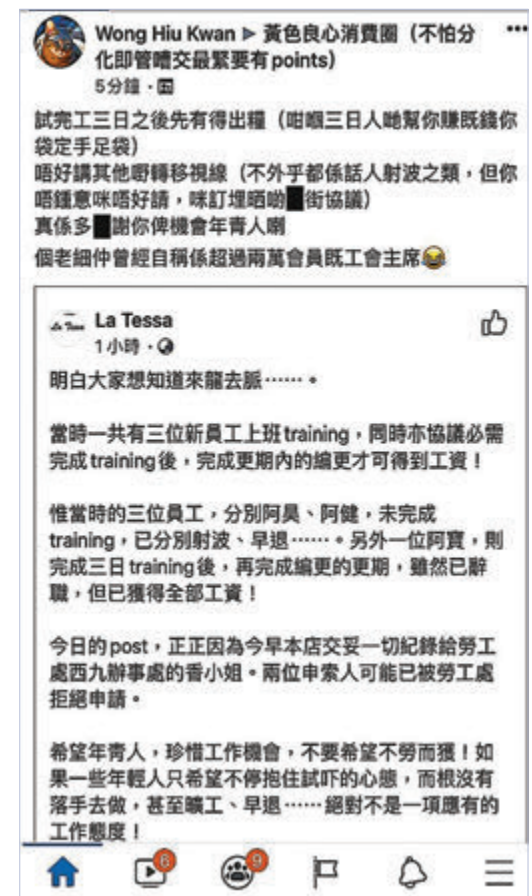 Wong Hiu Kwan ▶ 黃色良心消費圈（不怕分
化即管嘈交最緊要有points）
5分鐘 ·
試完工三日之後先有得出糧（咁嗰三日人哋幫你賺既錢你
袋定手足袋）
唔好講其他嘢轉移視線（不外乎都係話人射波之類，但你
唔鍾意咪唔好請，咪訂埋晒啲 街協議）
真係多 謝你俾機會年青人喇
個老細仲曾經自稱係超過兩萬會員既工會主席😂
La Tessa
1小時 ·
明白大家想知道來龍去脈⋯⋯。
當時一共有三位新員工上班training，同時亦協議必需
完成training後，完成更期內的編更才可得到工資！
惟當時的三位員工，分別阿昊、阿健，未完成
training，已分別射波、早退⋯⋯。另外一位阿寶，則
完成三日training後，再完成編更的更期，雖然已辭
職，但已獲得全部工資！
今日的post，正正因為今早本店交妥一切紀錄給勞工
處西九辦事處的香小姐。兩位申索人可能已被勞工處
拒絕申請。
希望年青人，珍惜工作機會，不要希望不勞而獲！如
果一些年輕人只希望不停抱住試吓的心態，而根沒有
落手去做，甚至曠工、早退⋯⋯絕對不是一項應有的
工作態度！
6
9